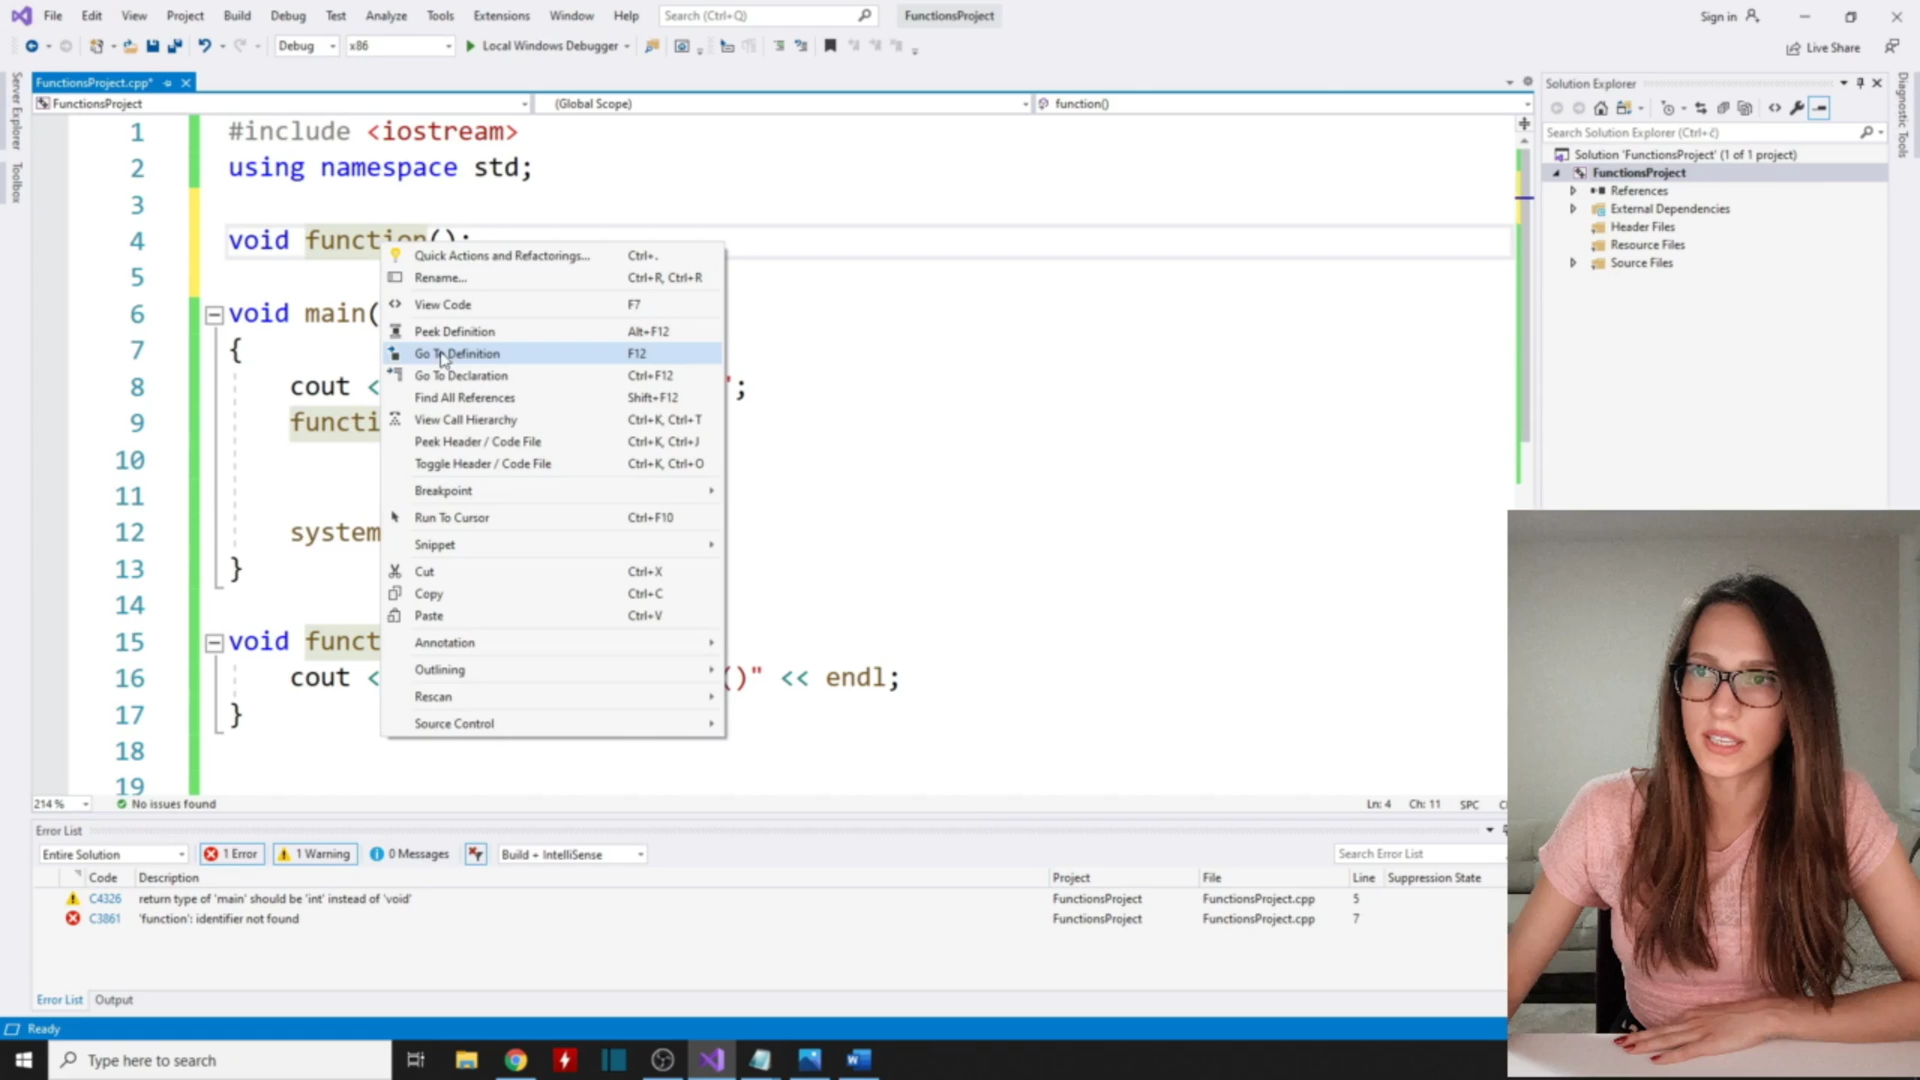 File Edit View Project Build Debug Test Analyze Tools Extensions Window Help Search (Ctrl+Q) FunctionsProject Sign in
Debug x86 Local Windows Debugger Live Share
FunctionsProject.cpp*
FunctionsProject (Global Scope) function()
Server Explorer
Toolbox
1 #include <iostream>
2 using namespace std;
3
4 void function();
5
6 void main(
7 {
8 cout < ;
9 functi
10
11
12 system
13 }
14
15 void funct
16 cout < ()" << endl;
17 }
18
19
Quick Actions and Refactorings... Ctrl+.
Rename... Ctrl+R, Ctrl+R
View Code F7
Peek Definition Alt+F12
Go To Definition F12
Go To Declaration Ctrl+F12
Find All References Shift+F12
View Call Hierarchy Ctrl+K, Ctrl+T
Peek Header / Code File Ctrl+K, Ctrl+J
Toggle Header / Code File Ctrl+K, Ctrl+O
Breakpoint
Run To Cursor Ctrl+F10
Snippet
Cut Ctrl+X
Copy Ctrl+C
Paste Ctrl+V
Annotation
Outlining
Rescan
Source Control
Solution Explorer
Search Solution Explorer (Ctrl+č)
Solution 'FunctionsProject' (1 of 1 project)
FunctionsProject
References
External Dependencies
Header Files
Resource Files
Source Files
Diagnostic Tools
214 % No issues found Ln: 4 Ch: 11 SPC
Error List
Entire Solution 1 Error 1 Warning 0 Messages Build + IntelliSense Search Error List
Code Description Project File Line Suppression State
C4326 return type of 'main' should be 'int' instead of 'void' FunctionsProject FunctionsProject.cpp 5
C3861 'function': identifier not found FunctionsProject FunctionsProject.cpp 7
Error List Output
Ready
Type here to search